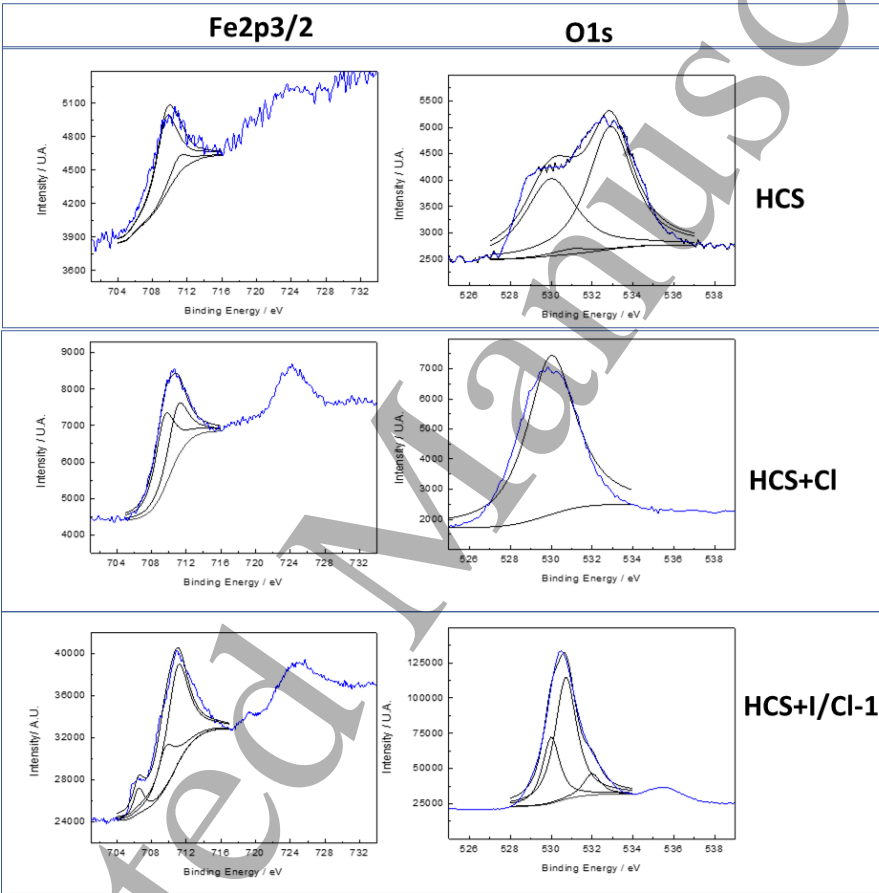 Fe2p3/2 O1s
5100
4800
4500
4200
3900
3600
Intensity / U.A.
704 708 712 716 720 724 728 732
Binding Energy / eV
5500
5000
4500
4000
3500
3000
2500
Intensity / U.A.
526 528 530 532 534 536 538
Binding Energy / eV
HCS
9000
8000
7000
6000
5000
4000
Intensity / U.A.
704 708 712 716 720 724 728 732
Binding Energy / eV
7000
6000
5000
4000
3000
2000
Intensity / U.A.
526 528 530 532 534 536 538
Binding Energy / eV
HCS+Cl
40000
36000
32000
28000
24000
Intensity/ A.U.
704 708 712 716 720 724 728 732
Binding Energy / eV
125000
100000
75000
50000
25000
Intensity / U.A.
526 528 530 532 534 536 538
Binding Energy / eV
HCS+I/Cl-1
ted Manusc